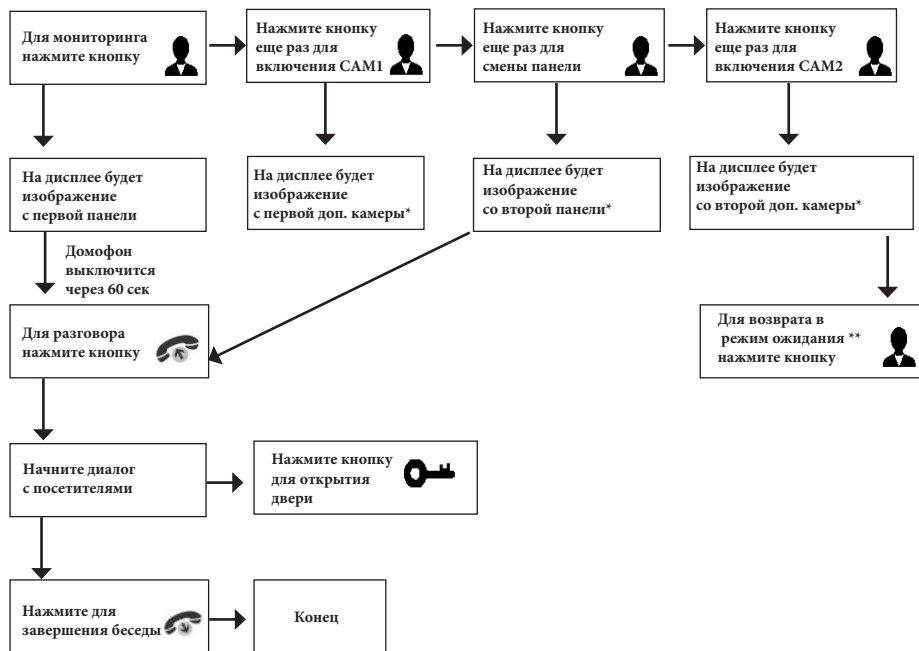 Для мониторинга
нажмите кнопку
Нажмите кнопку
еще раз для
включения CAM1
Нажмите кнопку
еще раз для
смены панели
Нажмите кнопку
еще раз для
включения CAM2
На дисплее будет
изображение
с первой панели
На дисплее будет
изображение
с первой доп. камеры*
На дисплее будет
изображение
со второй панели*
На дисплее будет
изображение
со второй доп. камеры*
Домофон
выключится
через 60 сек
Для разговора
нажмите кнопку
Для возврата в
режим ожидания **
нажмите кнопку
Начните диалог
с посетителями
Нажмите кнопку
для открытия
двери
Нажмите для
завершения беседы
Конец